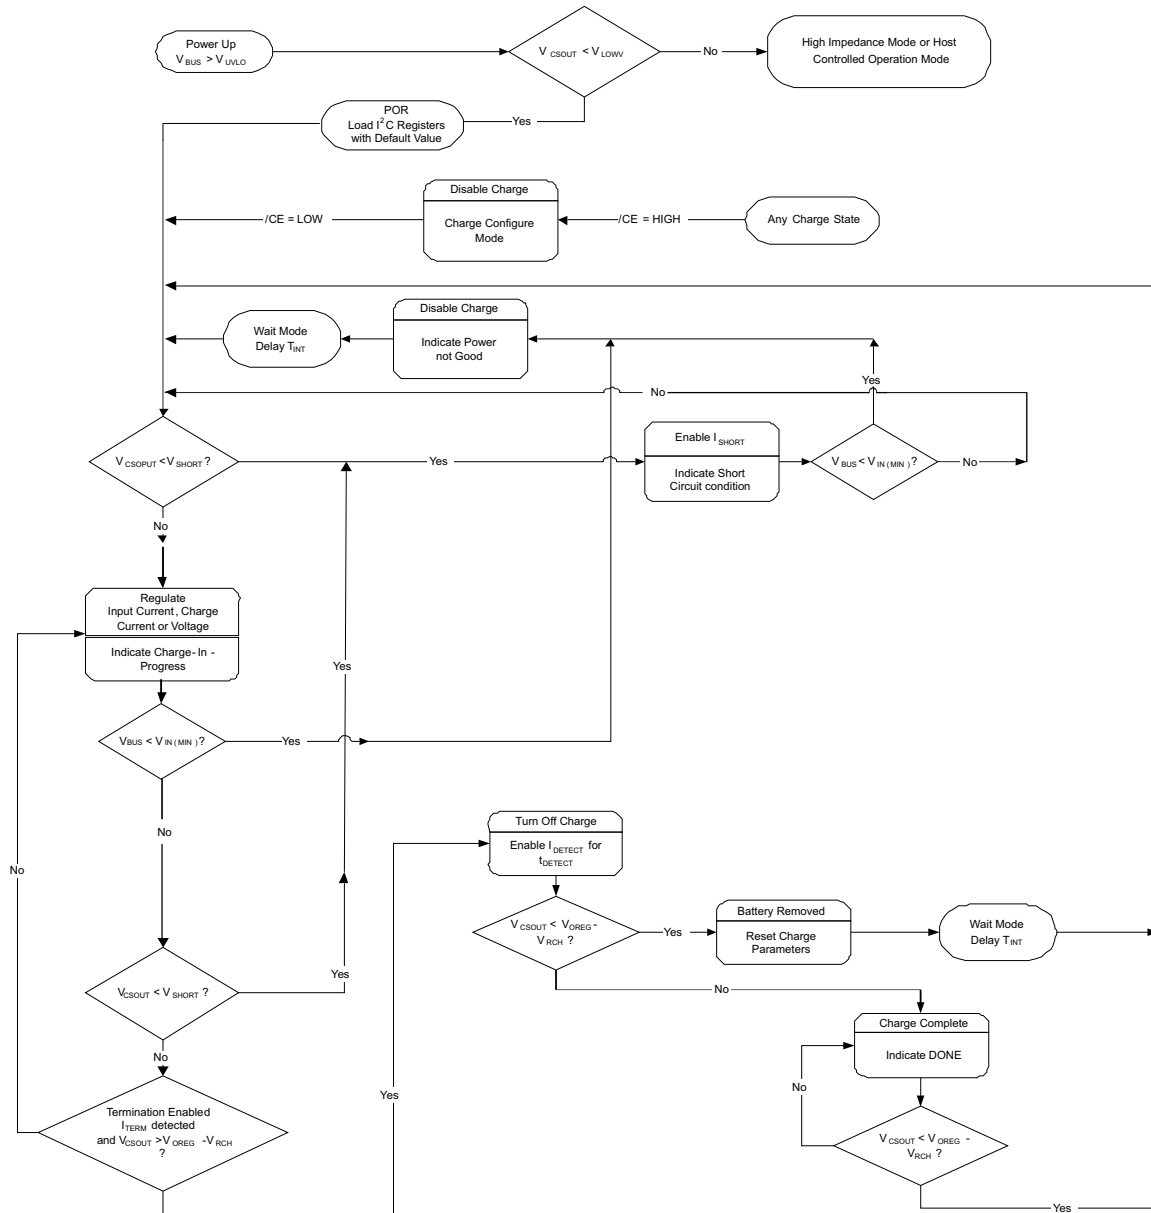 Power Up
V BUS > V UVLO
V CSOUT < V LOWV
No
High Impedance Mode or Host
Controlled Operation Mode
POR
Load I2C Registers
with Default Value
Yes
Disable Charge
Charge Configure
Mode
/CE = LOW
/CE = HIGH
Any Charge State
Disable Charge
Indicate Power
not Good
Wait Mode
Delay TINT
Yes
No
V CSOPUT < V SHORT ?
Yes
Enable I SHORT
Indicate Short
Circuit condition
V BUS < V IN ( MIN ) ?
No
No
Regulate
Input Current , Charge
Current or Voltage
Indicate Charge- In -
Progress
Yes
VBUS < V IN ( MIN ) ?
Yes
No
No
Turn Off Charge
Enable I DETECT for
tDETECT
V CSOUT < VOREG -
VRCH ?
Yes
Battery Removed
Reset Charge
Parameters
Wait Mode
Delay TINT
VCSOUT < V SHORT ?
Yes
No
No
Charge Complete
Indicate DONE
No
Yes
Termination Enabled
ITERM detected
and VCSOUT > V OREG - V RCH
?
V CSOUT < V OREG -
VRCH ?
Yes